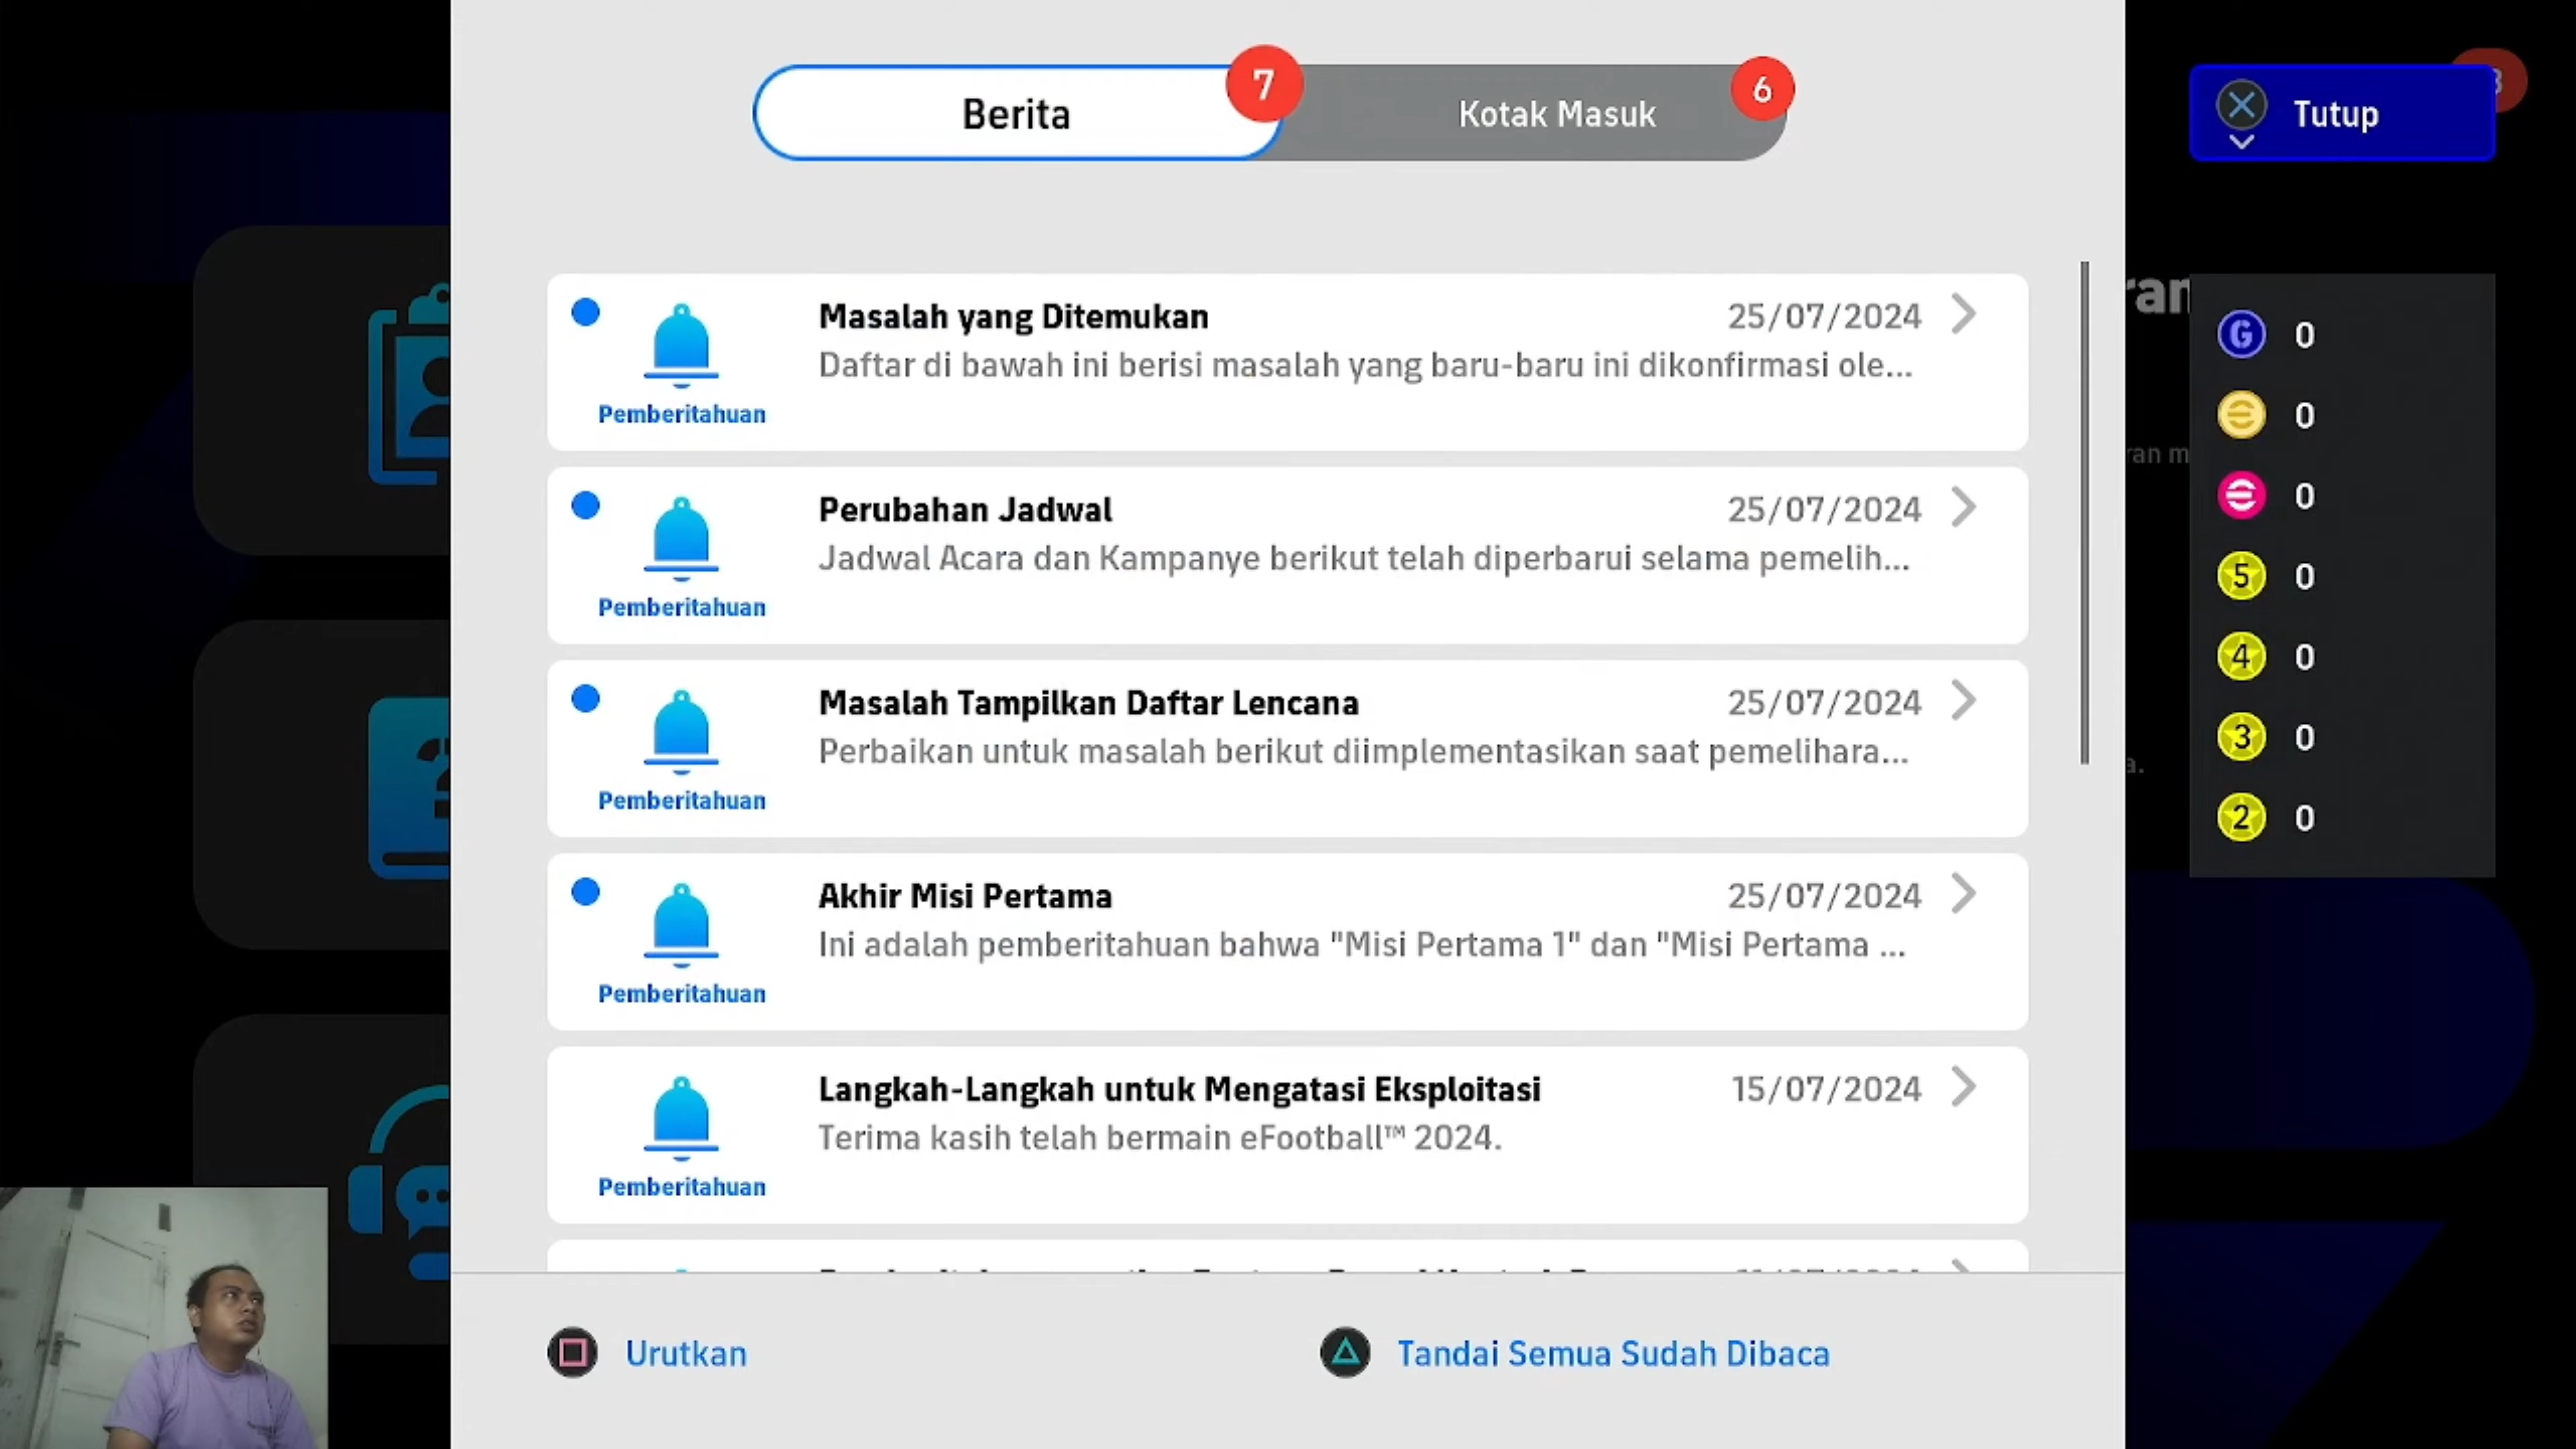 Berita
7
Kotak Masuk
6
Tutup
Masalah yang Ditemukan
25/07/2024
Daftar di bawah ini berisi masalah yang baru-baru ini dikonfirmasi ole...
Pemberitahuan
Perubahan Jadwal
25/07/2024
Jadwal Acara dan Kampanye berikut telah diperbarui selama pemelih...
Pemberitahuan
Masalah Tampilkan Daftar Lencana
25/07/2024
Perbaikan untuk masalah berikut diimplementasikan saat pemelihara...
Pemberitahuan
Akhir Misi Pertama
25/07/2024
Ini adalah pemberitahuan bahwa "Misi Pertama 1" dan "Misi Pertama ...
Pemberitahuan
Langkah-Langkah untuk Mengatasi Eksploitasi
15/07/2024
Terima kasih telah bermain eFootball™ 2024.
Pemberitahuan
G 0
0
0
5 0
4 0
3 0
2 0
Urutkan
Tandai Semua Sudah Dibaca